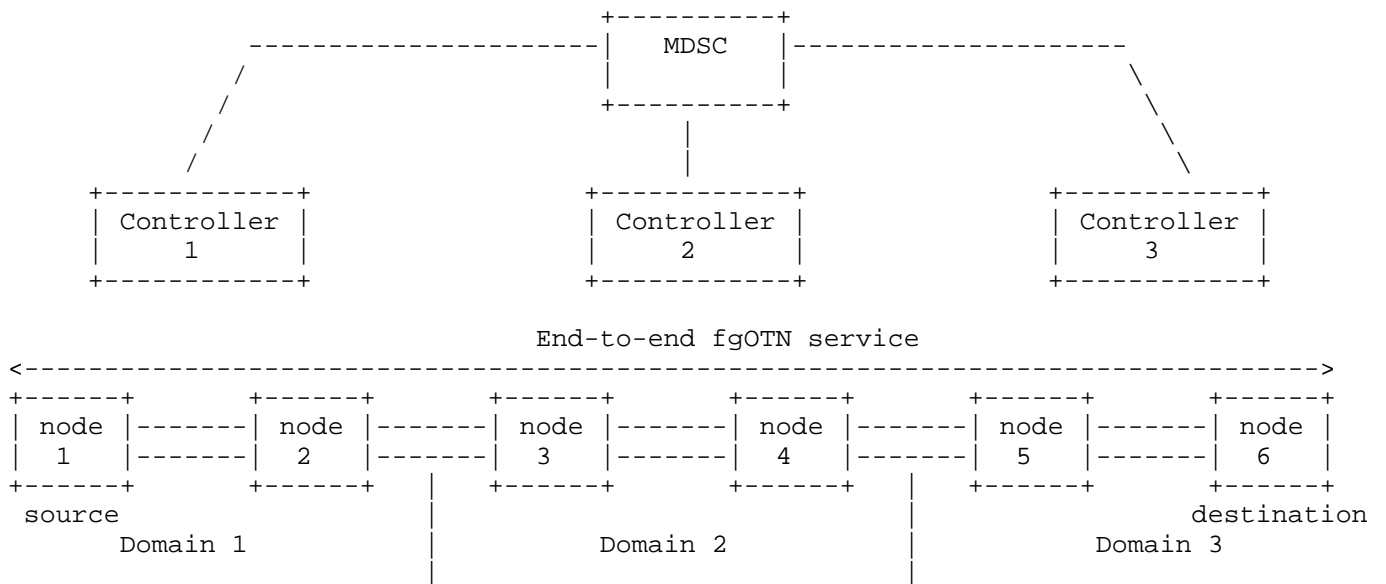 MDSC
Controller Controller Controller
1 2 3
End-to-end fgOTN service
node node node node node node
1 2 3 4 5 6
source destination
Domain 1 Domain 2 Domain 3